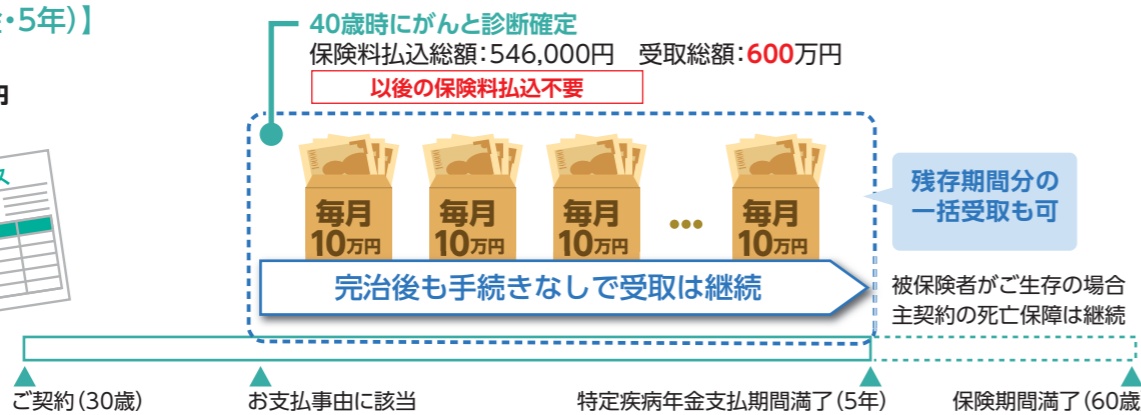 ・5年)】
円
ス
40歳時にがんと診断確定
保険料払込総額:546,000円 受取総額:600万円
以後の保険料払込不要
毎月
10万円
毎月
10万円
毎月
10万円
…
毎月
10万円
残存期間分の
一括受取も可
完治後も手続きなしで受取は継続
被保険者がご生存の場合
主契約の死亡保障は継続
ご契約(30歳)
お支払事由に該当
特定疾病年金支払期間満了(5年)
保険期間満了(60歳